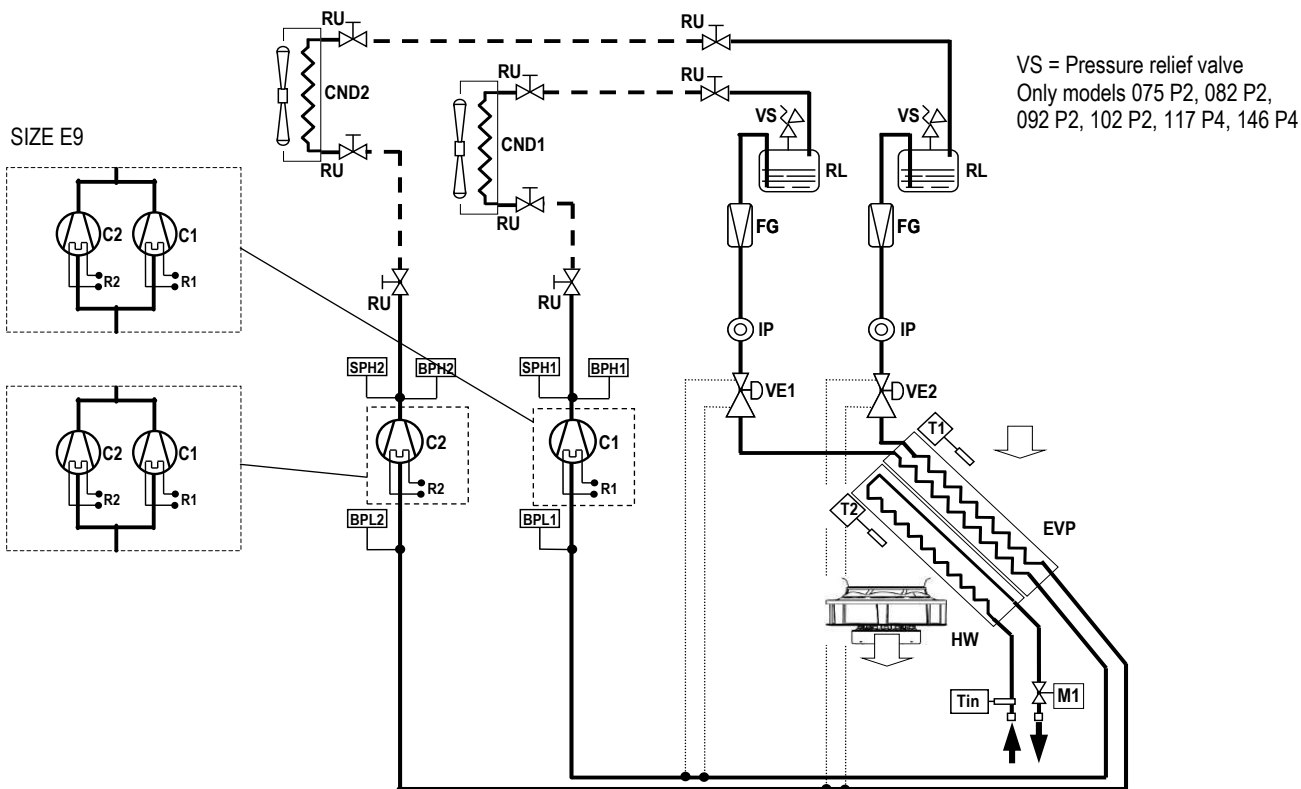 RU
RU
VS = Pressure relief valve
Only models 075 P2, 082 P2,
092 P2, 102 P2, 117 P4, 146 P4
RU
RU
CND2
VS
VS
SIZE E9
CND1
RU
RL
RL
RU
FG
FG
C2
C1
R2
R1
RU
RU
IP
IP
SPH2
BPH2
SPH1
BPH1
VE1
VE2
T1
C2
C1
C2
C1
R2
R1
R2
R1
T2
EVP
BPL2
BPL1
HW
Tin
M1